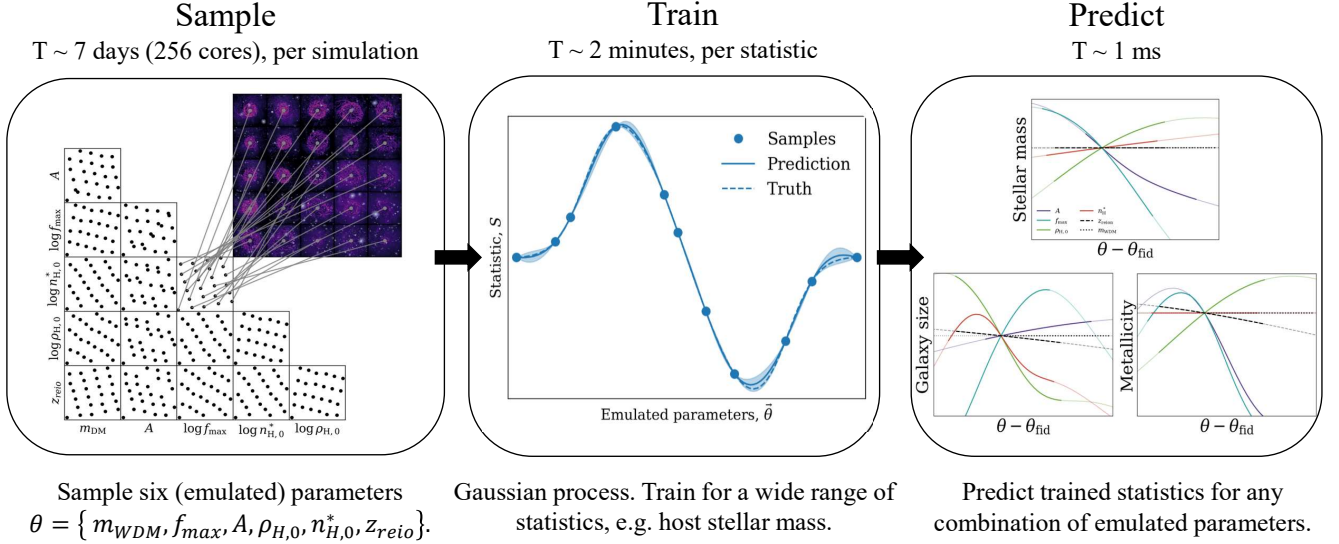 Sample
T ~ 7 days (256 cores), per simulation
A
log f_max
log n*_H,0
log ρ_H,0
z_reio
m_DM
A
log f_max
log n*_H,0
log ρ_H,0
Sample six (emulated) parameters
θ = { m_WDM, f_max, A, ρ_H,0, n*_H,0, z_reio}.
Train
T ~ 2 minutes, per statistic
Samples
Prediction
Truth
Statistic, S
Emulated parameters, θ⃗
Gaussian process. Train for a wide range of
statistics, e.g. host stellar mass.
Predict
T ~ 1 ms
Stellar mass
A
f_max
ρ_H,0
n*_H
m_WDM
θ − θ_fid
Galaxy size
θ − θ_fid
Metallicity
θ − θ_fid
Predict trained statistics for any
combination of emulated parameters.